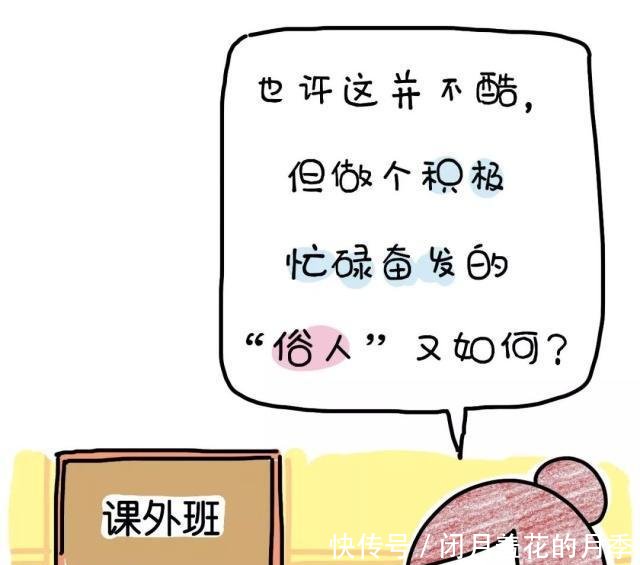 也许这并不酷，
但做个积极
忙碌奋发的
“俗人”又如何？
课外班
快传号 / 闭月羞花的月季